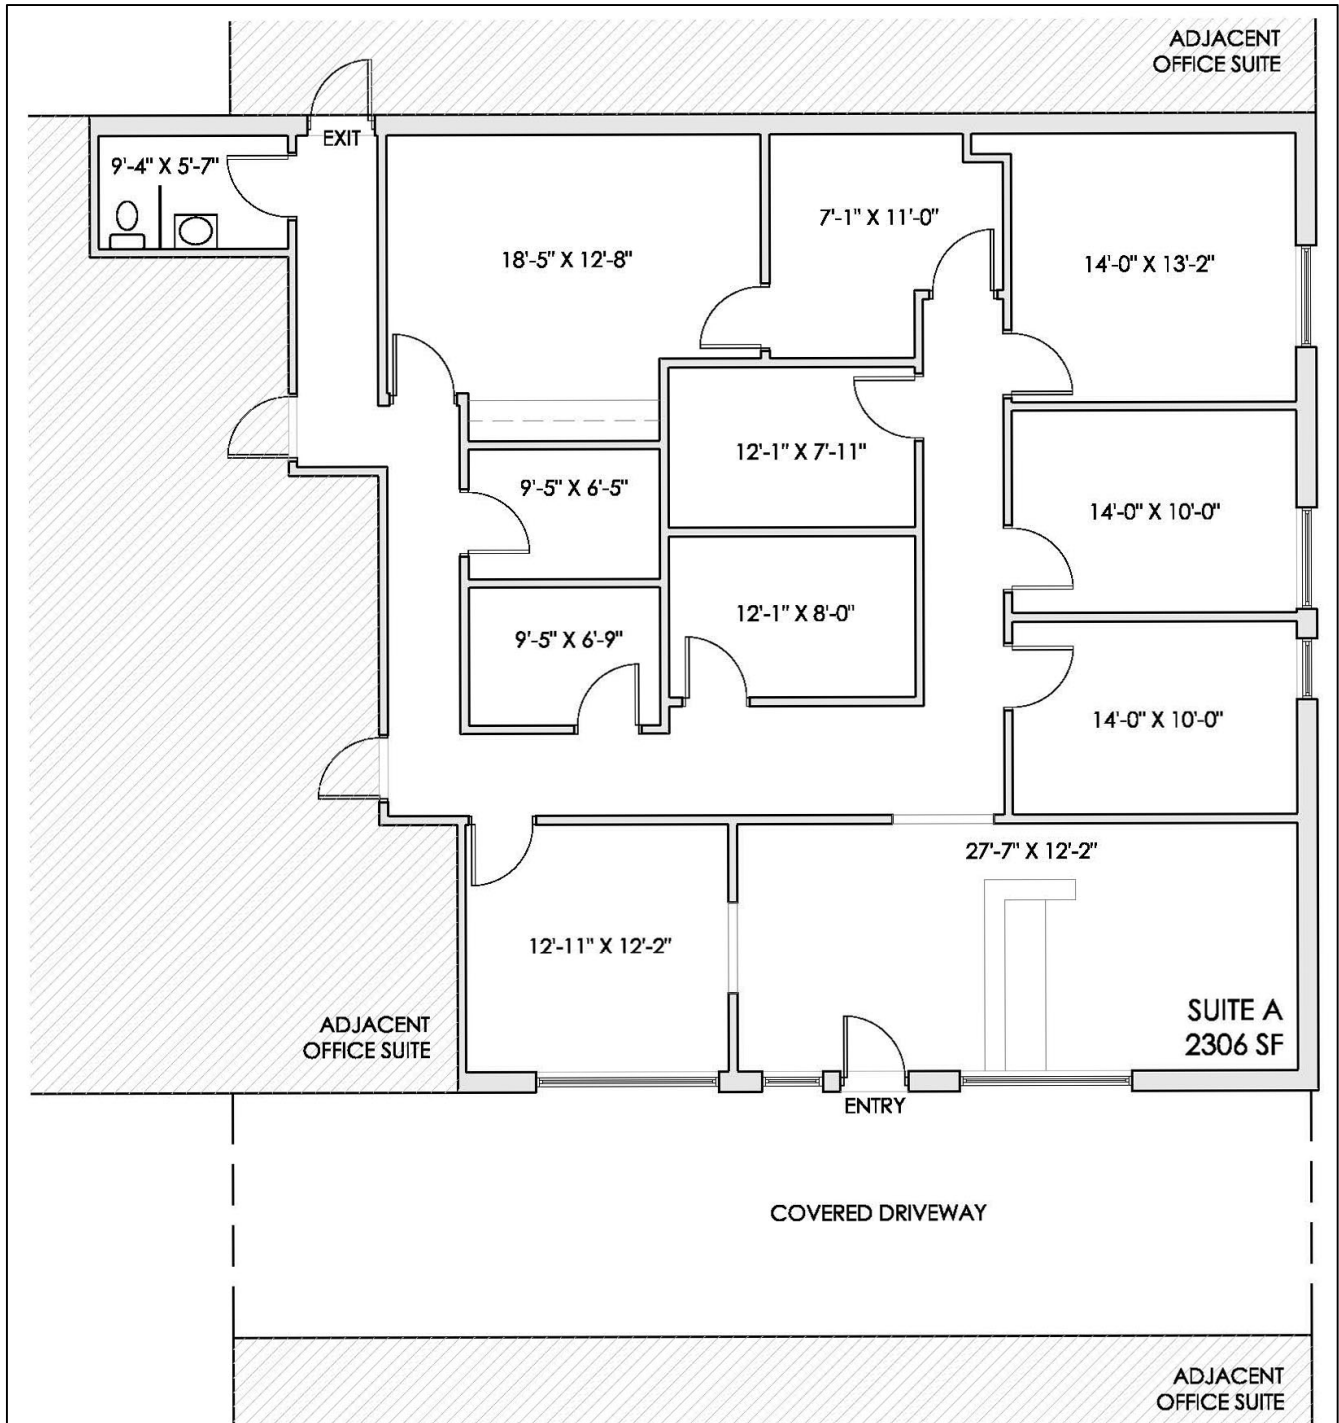 ADJACENT
OFFICE SUITE
EXIT
9'-4" X 5'-7"
7'-1" X 11'-0"
18'-5" X 12'-8"
14'-0" X 13'-2"
12'-1" X 7'-11"
9'-5" X 6'-5"
14'-0" X 10'-0"
12'-1" X 8'-0"
9'-5" X 6'-9"
14'-0" X 10'-0"
27'-7" X 12'-2"
12'-11" X 12'-2"
SUITE A
2306 SF
ADJACENT
OFFICE SUITE
ENTRY
COVERED DRIVEWAY
ADJACENT
OFFICE SUITE